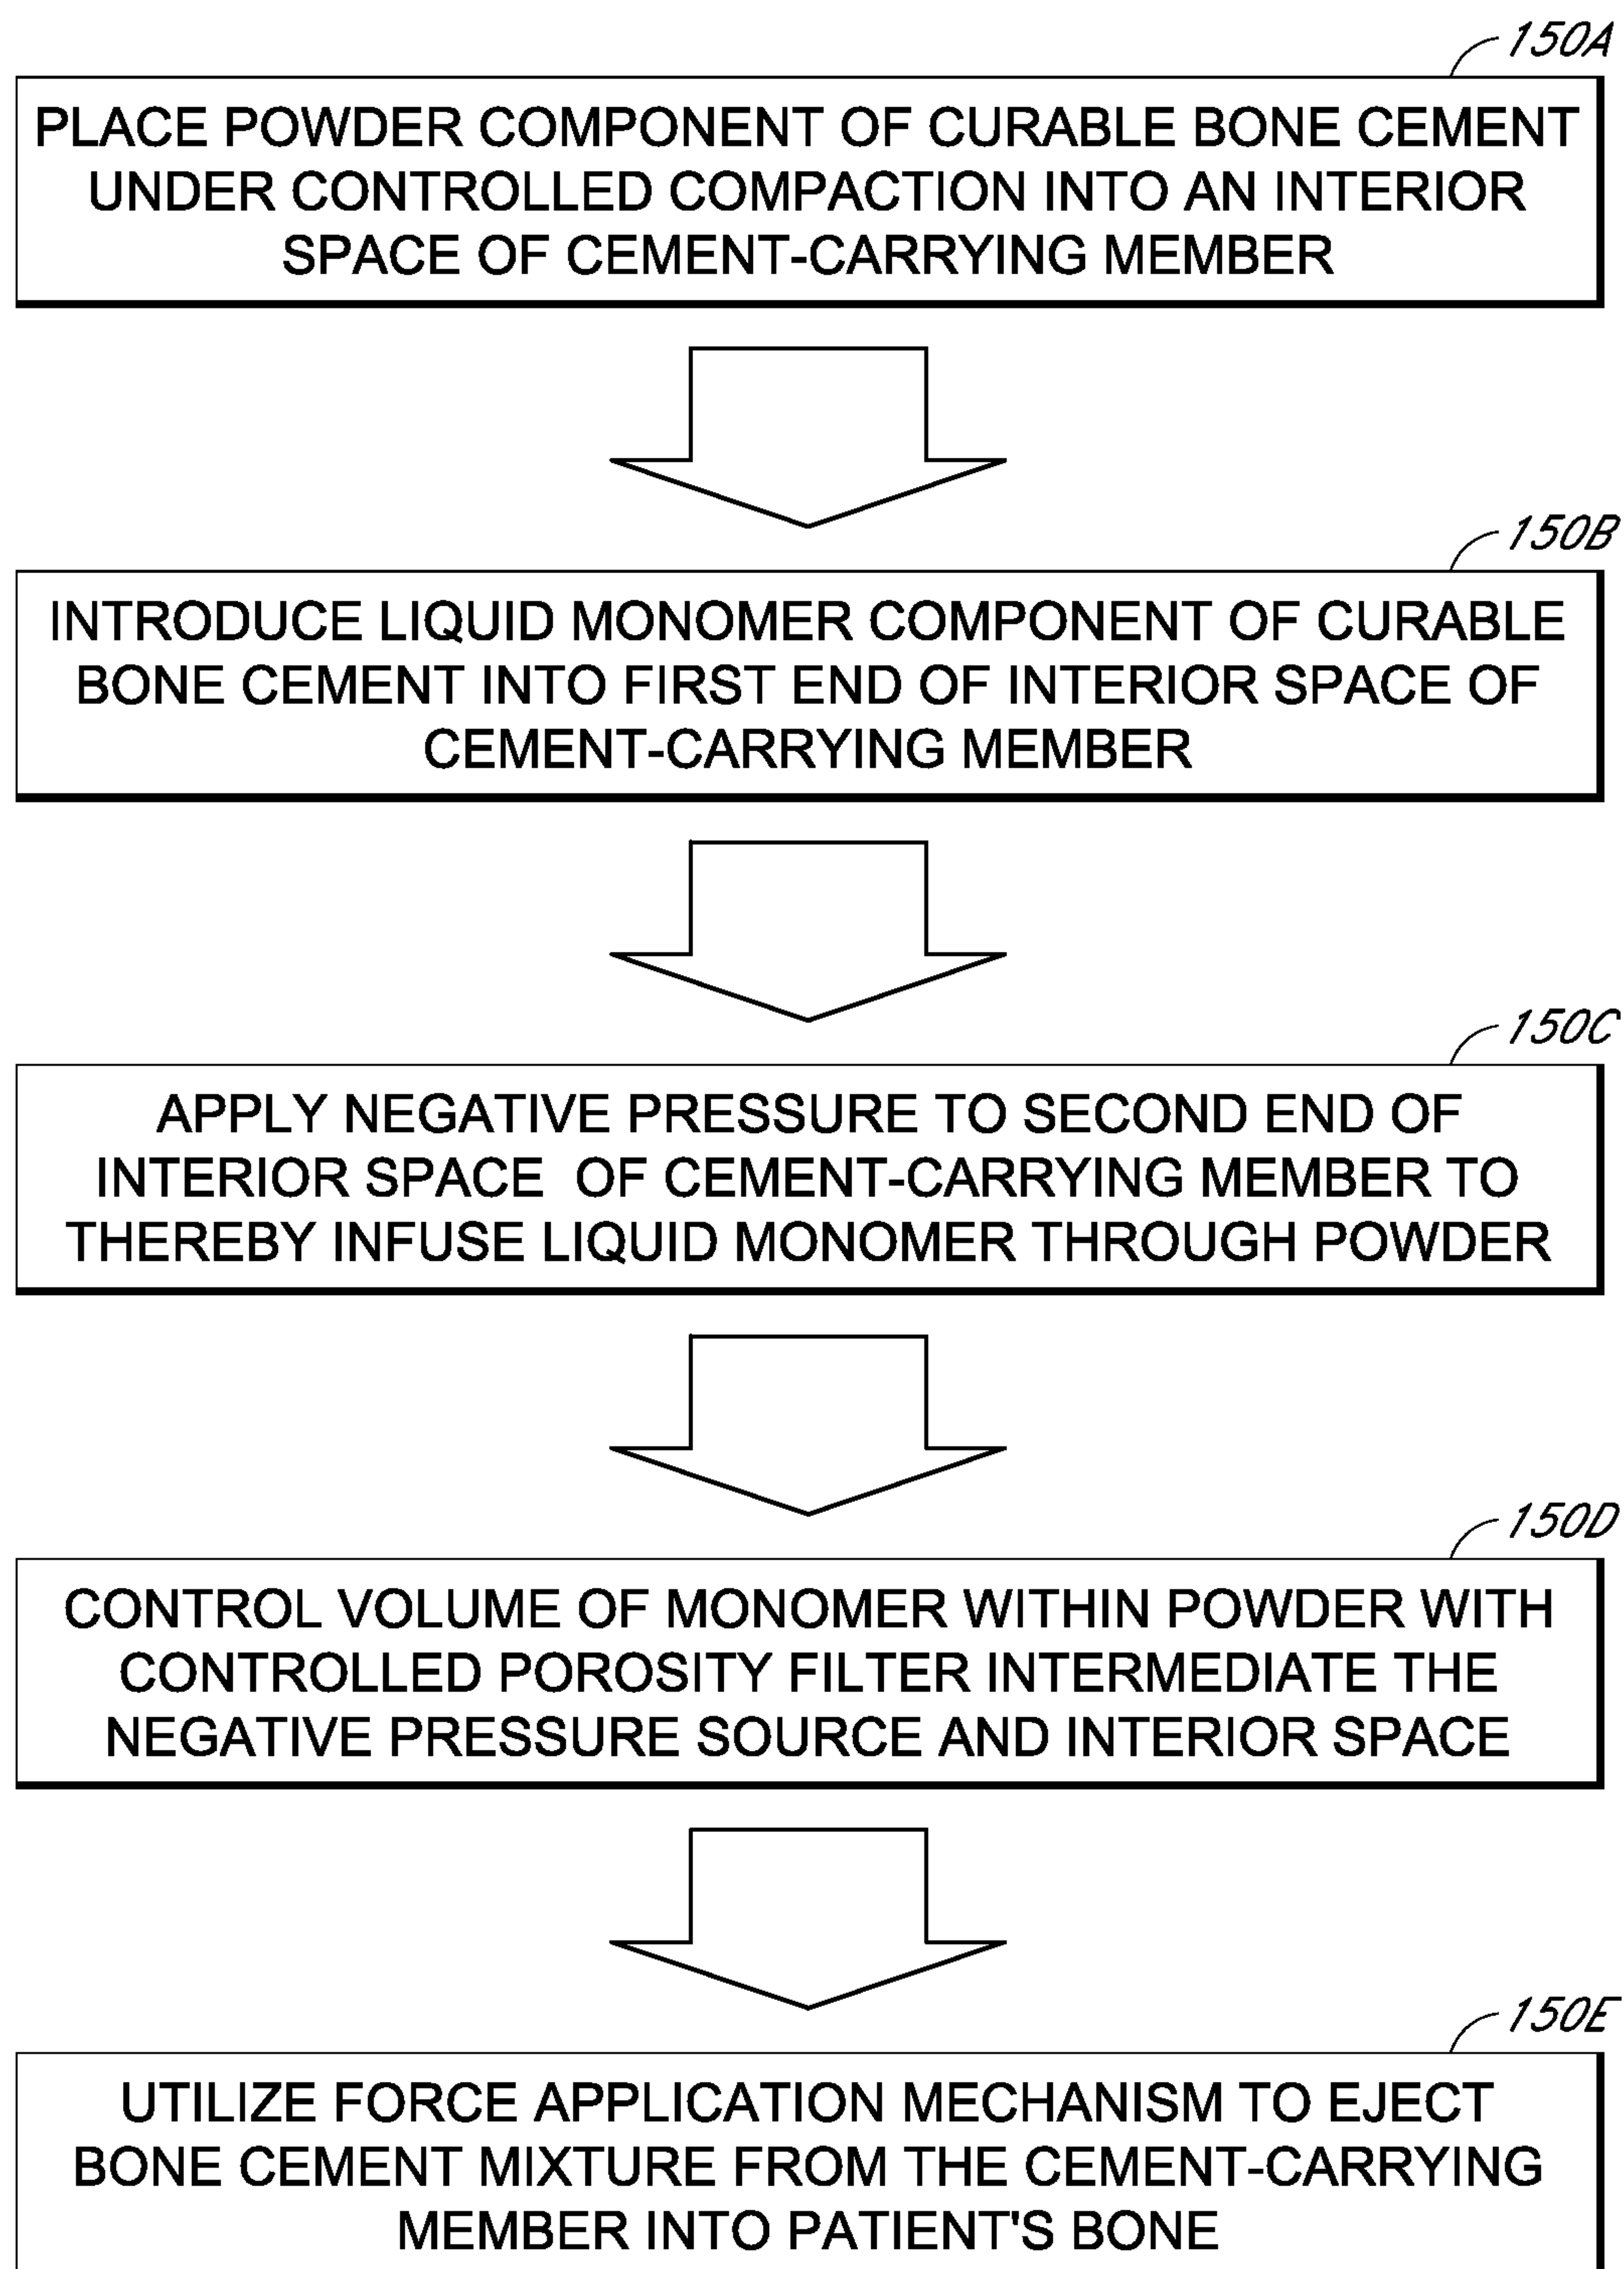 150A
PLACE POWDER COMPONENT OF CURABLE BONE CEMENT
UNDER CONTROLLED COMPACTION INTO AN INTERIOR
SPACE OF CEMENT-CARRYING MEMBER
150B
INTRODUCE LIQUID MONOMER COMPONENT OF CURABLE
BONE CEMENT INTO FIRST END OF INTERIOR SPACE OF
CEMENT-CARRYING MEMBER
150C
APPLY NEGATIVE PRESSURE TO SECOND END OF
INTERIOR SPACE OF CEMENT-CARRYING MEMBER TO
THEREBY INFUSE LIQUID MONOMER THROUGH POWDER
150D
CONTROL VOLUME OF MONOMER WITHIN POWDER WITH
CONTROLLED POROSITY FILTER INTERMEDIATE THE
NEGATIVE PRESSURE SOURCE AND INTERIOR SPACE
150E
UTILIZE FORCE APPLICATION MECHANISM TO EJECT
BONE CEMENT MIXTURE FROM THE CEMENT-CARRYING
MEMBER INTO PATIENT'S BONE